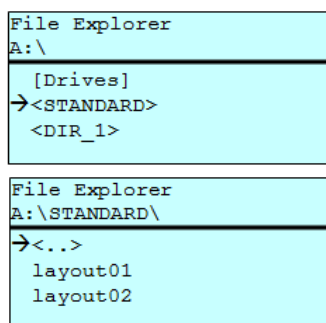 File Explorer
A:\
[Drives]
→<STANDARD>
<DIR_1>
File Explorer
A:\STANDARD\
→<..>
layout01
layout02